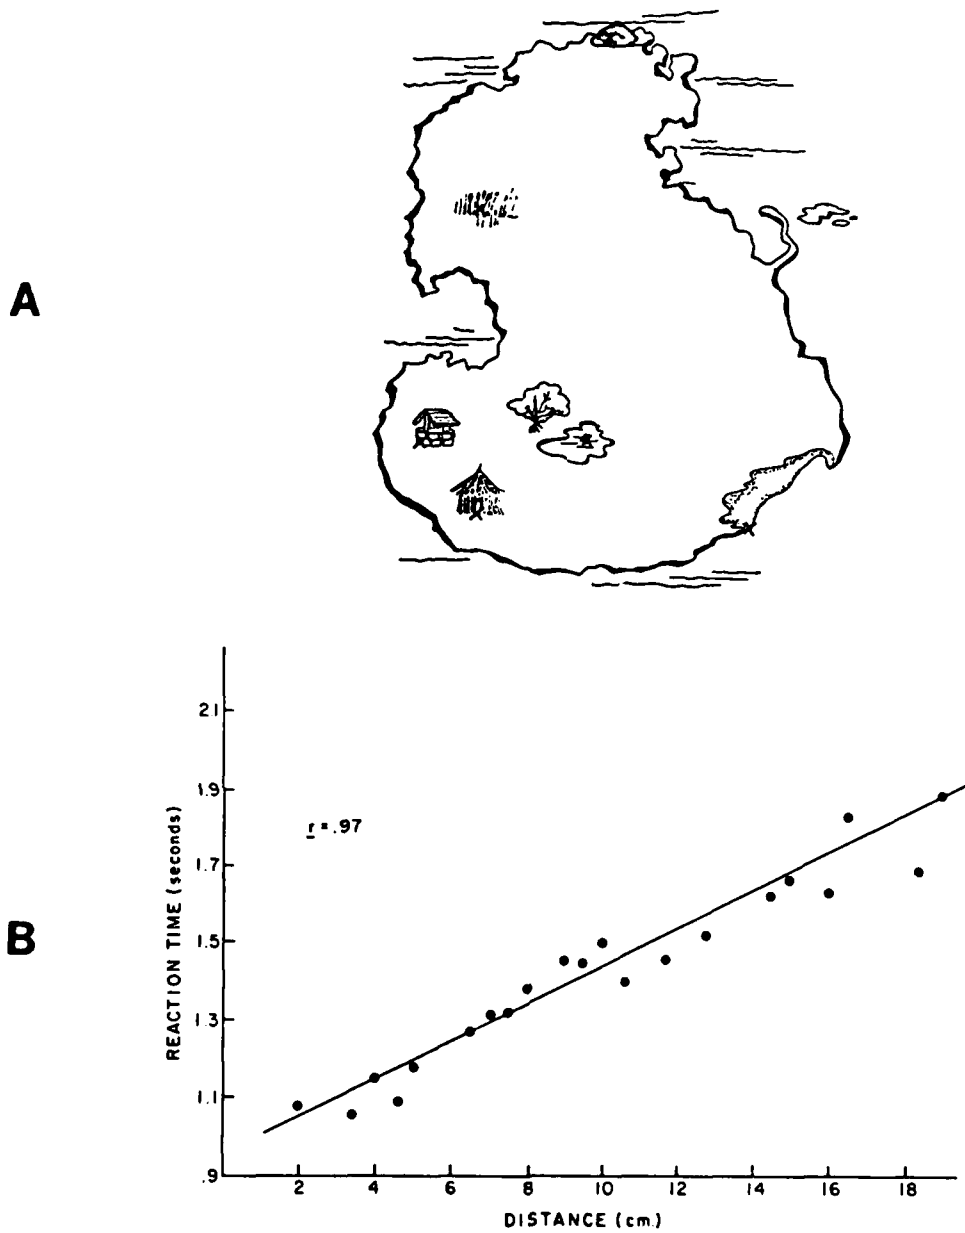 A
B
2.1
1.9
1.7
1.5
1.3
1.1
.9
r = .97
REACTION TIME (seconds)
2 4 6 8 10 12 14 16 18
DISTANCE (cm.)